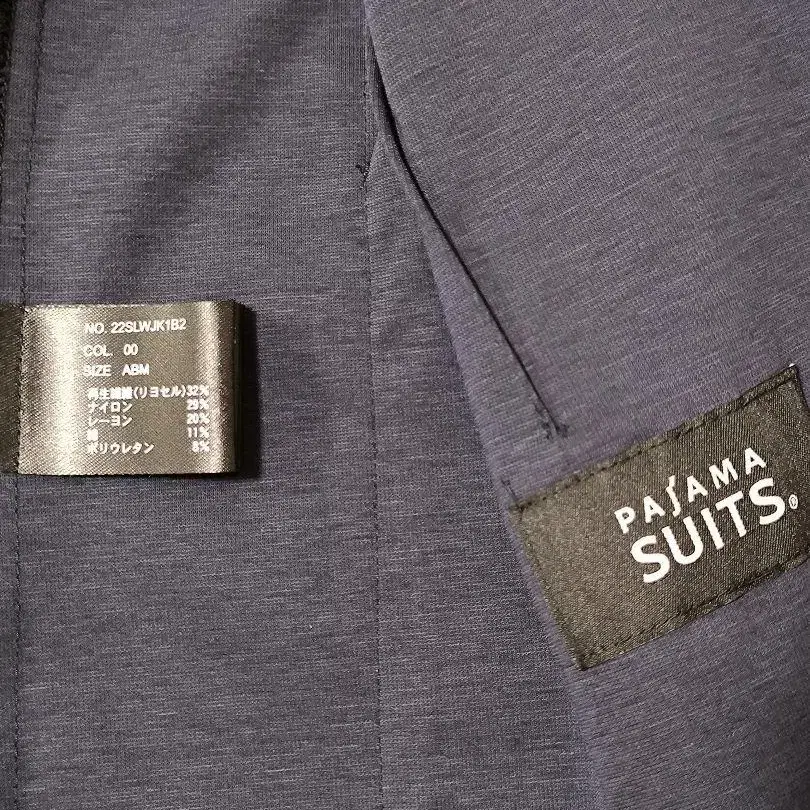 NO. 22SLWJK1B2
COL. 00
SIZE ABM
再生繊維(リヨセル)32%
ナイロン 29%
レーヨン 20%
綿 11%
ポリウレタン 8%
PAJAMA
SUITS®